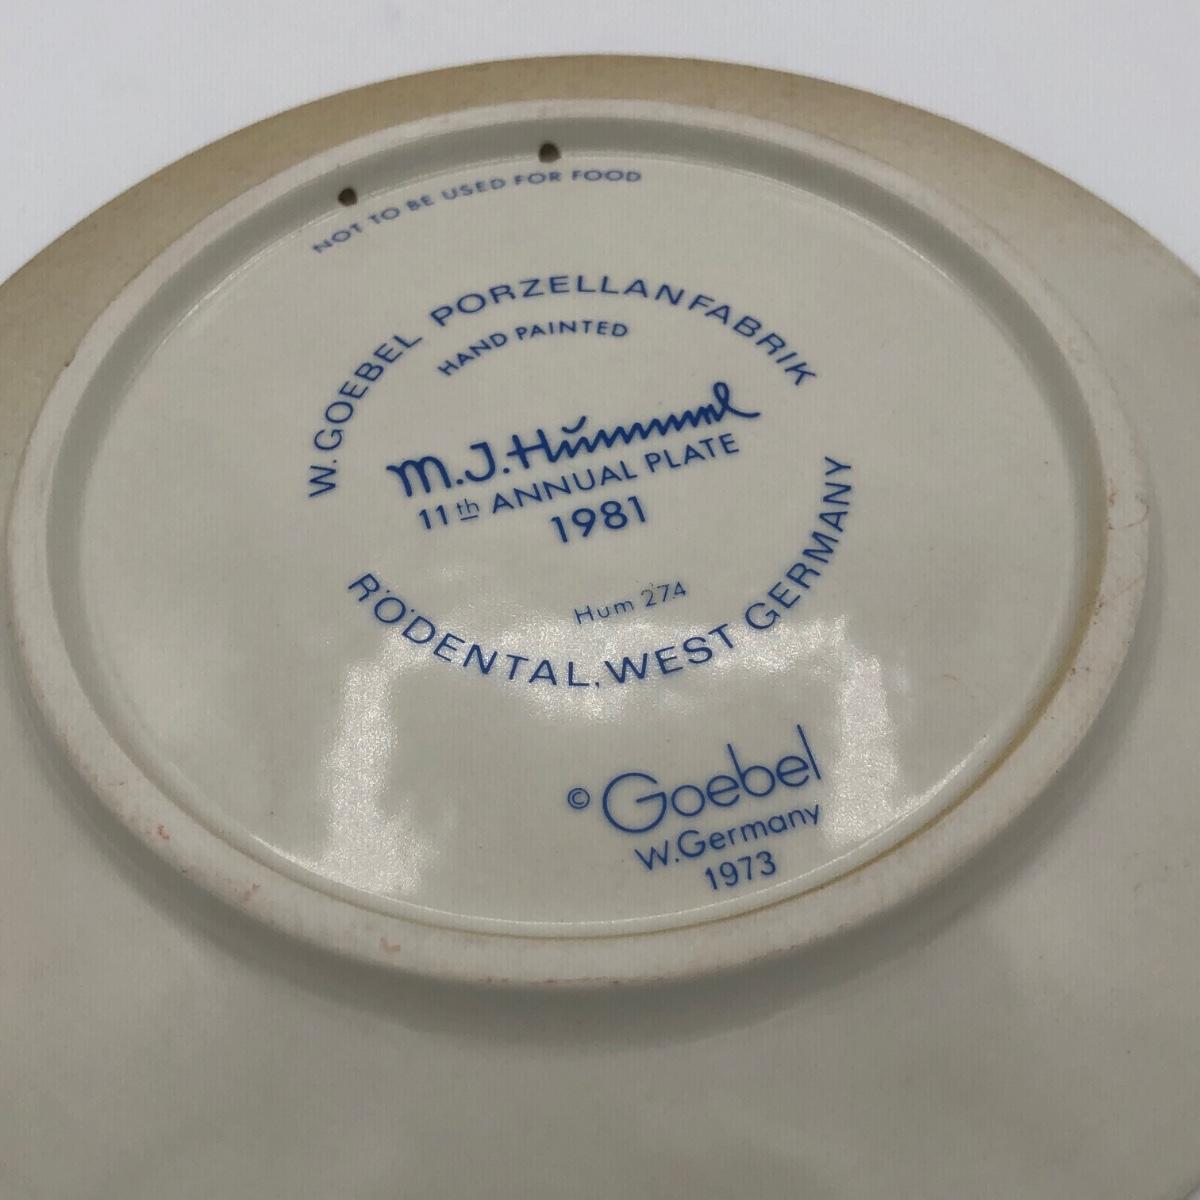 NOT TO BE USED FOR FOOD
W. GOEBEL PORZELLANFABRIK
HAND PAINTED
M.J.Hummel
11th ANNUAL PLATE
1981
Hum 274
RÖDENTAL, WEST GERMANY
© Goebel
W.Germany
1973